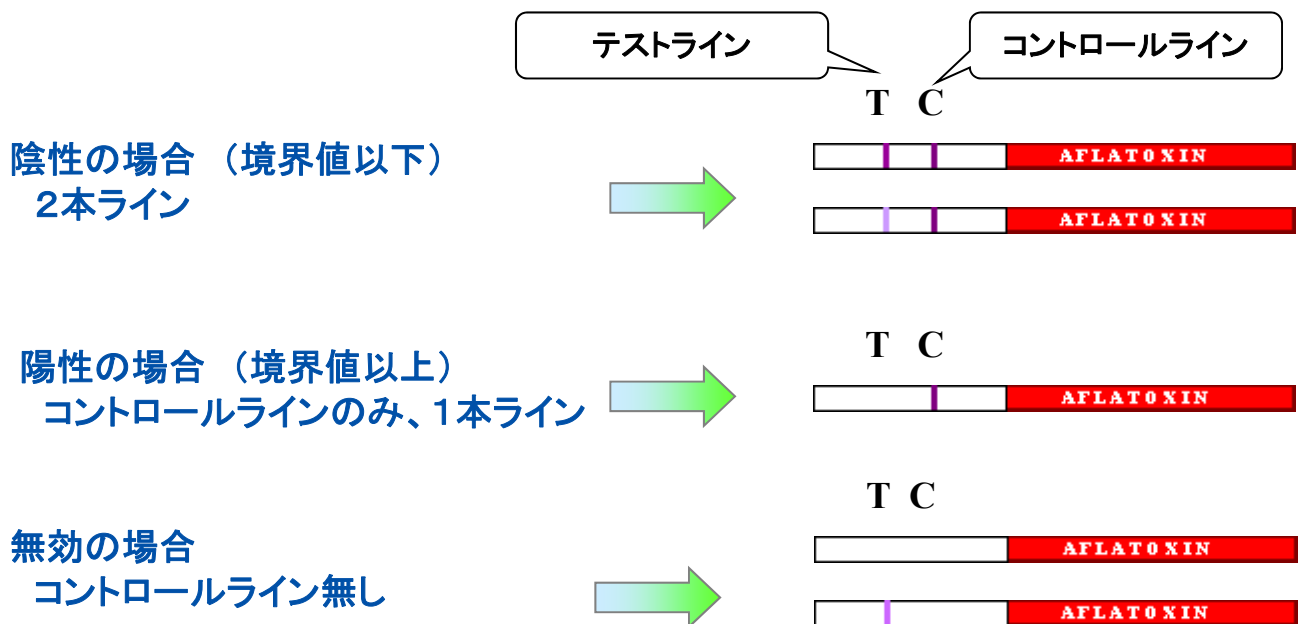 テストライン
コントロールライン
T C
陰性の場合 （境界値以下）
２本ライン
AFLATOXIN
AFLATOXIN
T C
陽性の場合 （境界値以上）
コントロールラインのみ、１本ライン
AFLATOXIN
T C
無効の場合
コントロールライン無し
AFLATOXIN
AFLATOXIN